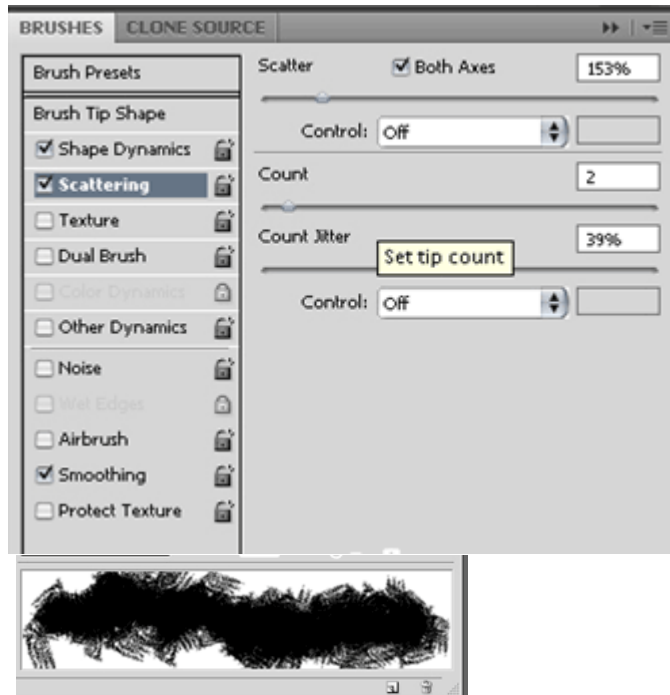 BRUSHES CLONE SOURCE
Brush Presets
Brush Tip Shape
Shape Dynamics
Scattering
Texture
Dual Brush
Color Dynamics
Other Dynamics
Noise
Wet Edges
Airbrush
Smoothing
Protect Texture
Scatter Both Axes 153%
Control: Off
Count 2
Count Jitter 39%
Set tip count
Control: Off